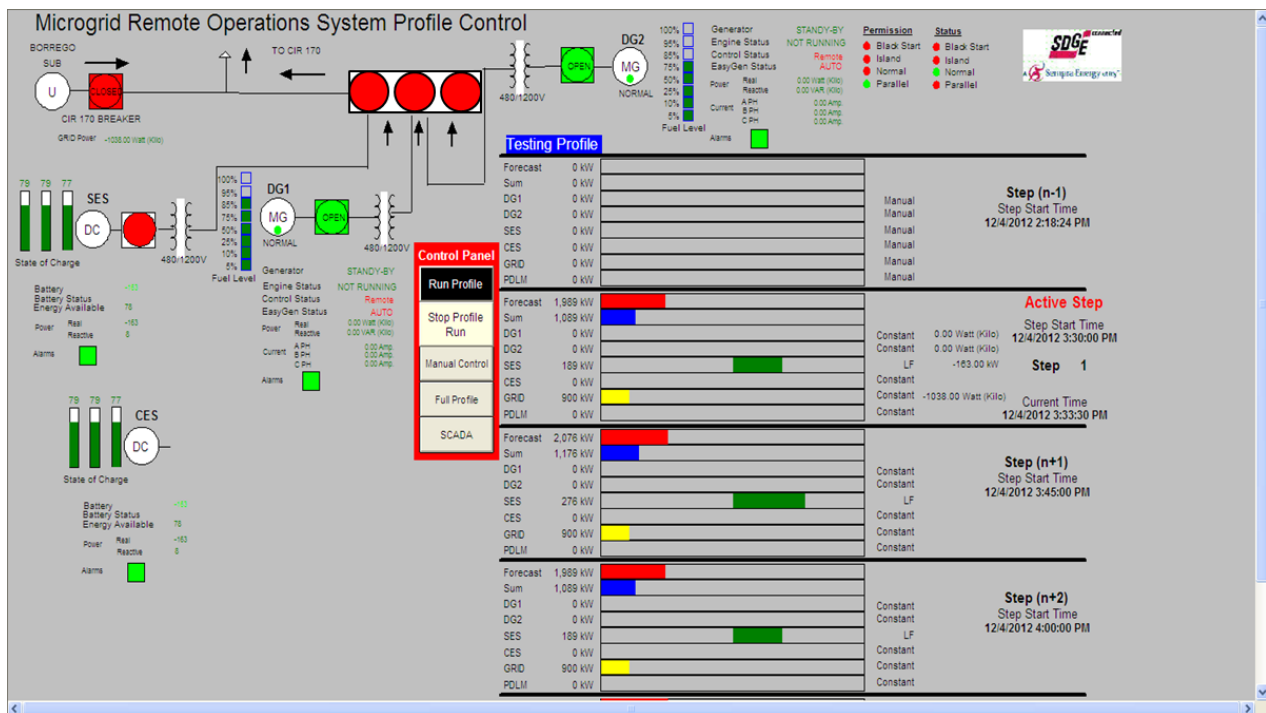 Microgrid Remote Operations System Profile Control
BORREGO
SUB
TO CIR 170
U
CLOSED
CIR 170 BREAKER
GRID Power -1038.00 Watt (Kilo)
480/1200V
OPEN
DG2
MG
NORMAL
100%
95%
85%
75%
50%
25%
10%
5%
Fuel Level
Generator STANDY-BY
Engine Status NOT RUNNING
Control Status Remote
EasyGen Status AUTO
Power Real 0.00 Watt (Kilo)
Reactive 0.00 VAR (Kilo)
Current A PH 0.00 Amp.
B PH 0.00 Amp.
C PH 0.00 Amp.
Alarms
Permission Status
Black Start Black Start
Island Island
Normal Normal
Parallel Parallel
SDGE connected
A Sempra Energy utility
79 79 77
SES
DC
State of Charge
480/1200V
100%
95%
85%
75%
50%
25%
10%
5%
Fuel Level
DG1
MG
NORMAL
OPEN
480/1200V
Battery
Battery Status
Energy Available 78
Power Real -163
Reactive
Alarms
Generator STANDY-BY
Engine Status NOT RUNNING
Control Status Remote
EasyGen Status AUTO
Power Real 0.00 Watt (Kilo)
Reactive 0.00 VAR (Kilo)
Current A PH 0.00 Amp.
B PH 0.00 Amp.
C PH 0.00 Amp.
Alarms
79 79 77
CES
DC
State of Charge
Battery
Battery Status
Energy Available 78
Power Real -163
Reactive
Alarms
Control Panel
Run Profile
Stop Profile
Run
Manual Control
Full Profile
SCADA
Testing Profile
Forecast 0 kW
Sum 0 kW
DG1 0 kW Manual
DG2 0 kW Manual
SES 0 kW Manual
CES 0 kW Manual
GRID 0 kW Manual
PDLM 0 kW Manual
Step (n-1)
Step Start Time
12/4/2012 2:18:24 PM
Forecast 1,989 kW
Sum 1,089 kW
DG1 0 kW Constant 0.00 Watt (Kilo)
DG2 0 kW Constant 0.00 Watt (Kilo)
SES 189 kW LF -163.00 kW
CES 0 kW Constant
GRID 900 kW Constant -1038.00 Watt (Kilo)
PDLM 0 kW Constant
Active Step
Step Start Time
12/4/2012 3:30:00 PM
Step 1
Current Time
12/4/2012 3:33:30 PM
Forecast 2,076 kW
Sum 1,176 kW
DG1 0 kW Constant
DG2 0 kW Constant
SES 276 kW LF
CES 0 kW Constant
GRID 900 kW Constant
PDLM 0 kW Constant
Step (n+1)
Step Start Time
12/4/2012 3:45:00 PM
Forecast 1,989 kW
Sum 1,089 kW
DG1 0 kW Constant
DG2 0 kW Constant
SES 189 kW LF
CES 0 kW Constant
GRID 900 kW Constant
PDLM 0 kW Constant
Step (n+2)
Step Start Time
12/4/2012 4:00:00 PM